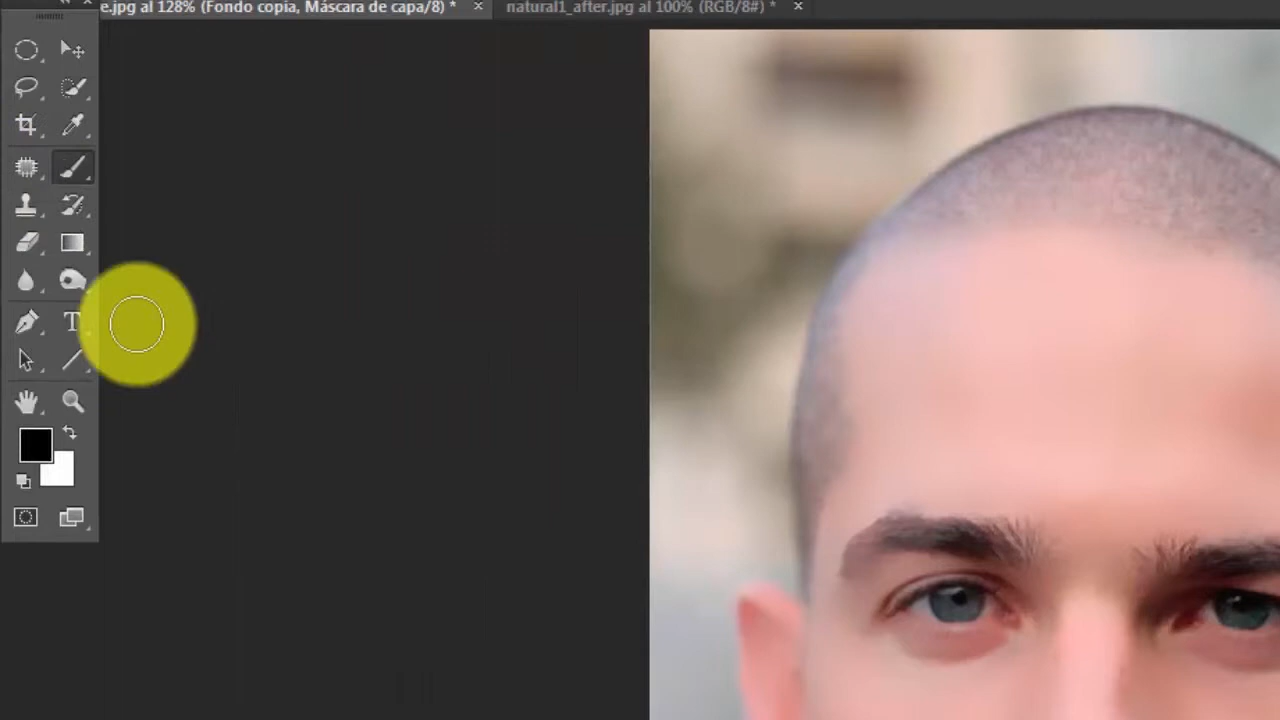 e.jpg al 128% (Fondo copia, Máscara de capa/8) * ×
natural1_after.jpg al 100% (RGB/8#) * ×
T